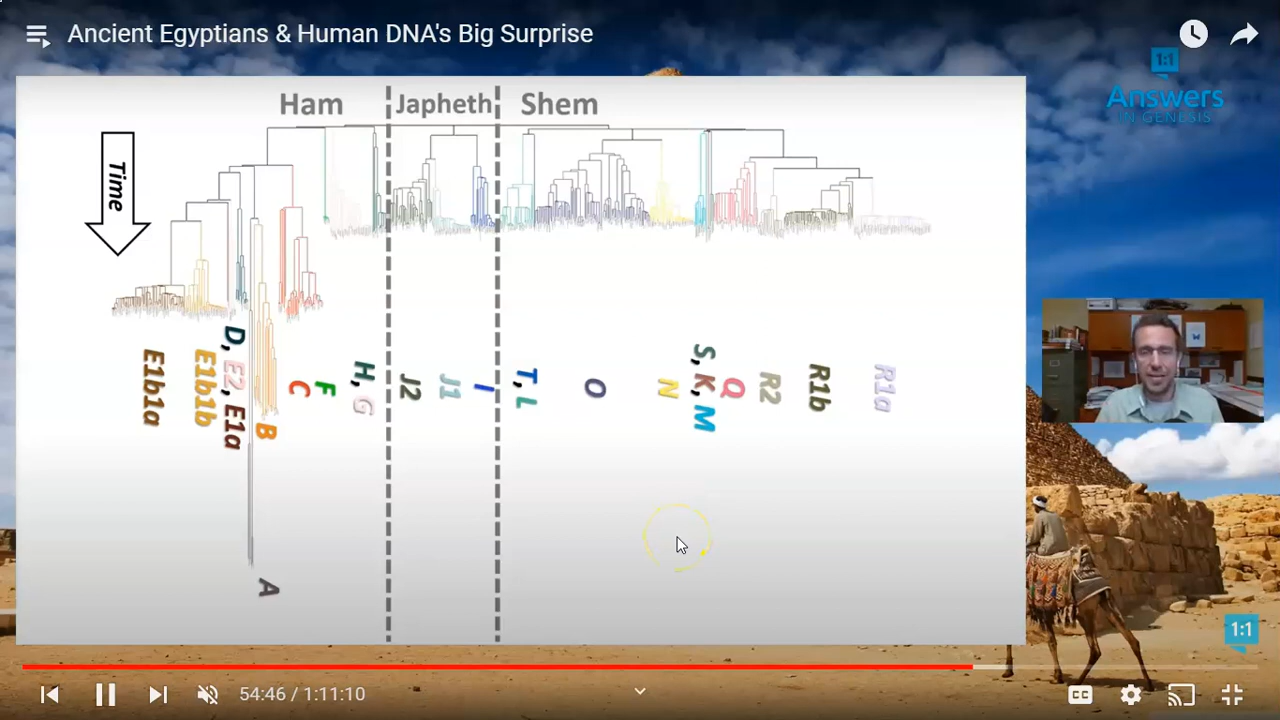 Ancient Egyptians & Human DNA's Big Surprise
1:1
Answers
IN GENESIS
Ham
Japheth
Shem
Time
E1b1a
E1b1b
D, E2, E1a
B
A
C
F
H, G
J2
J1
I
T, L
O
N
S, K, M
Q
R2
R1b
R1a
1:1
54:46 / 1:11:10
CC